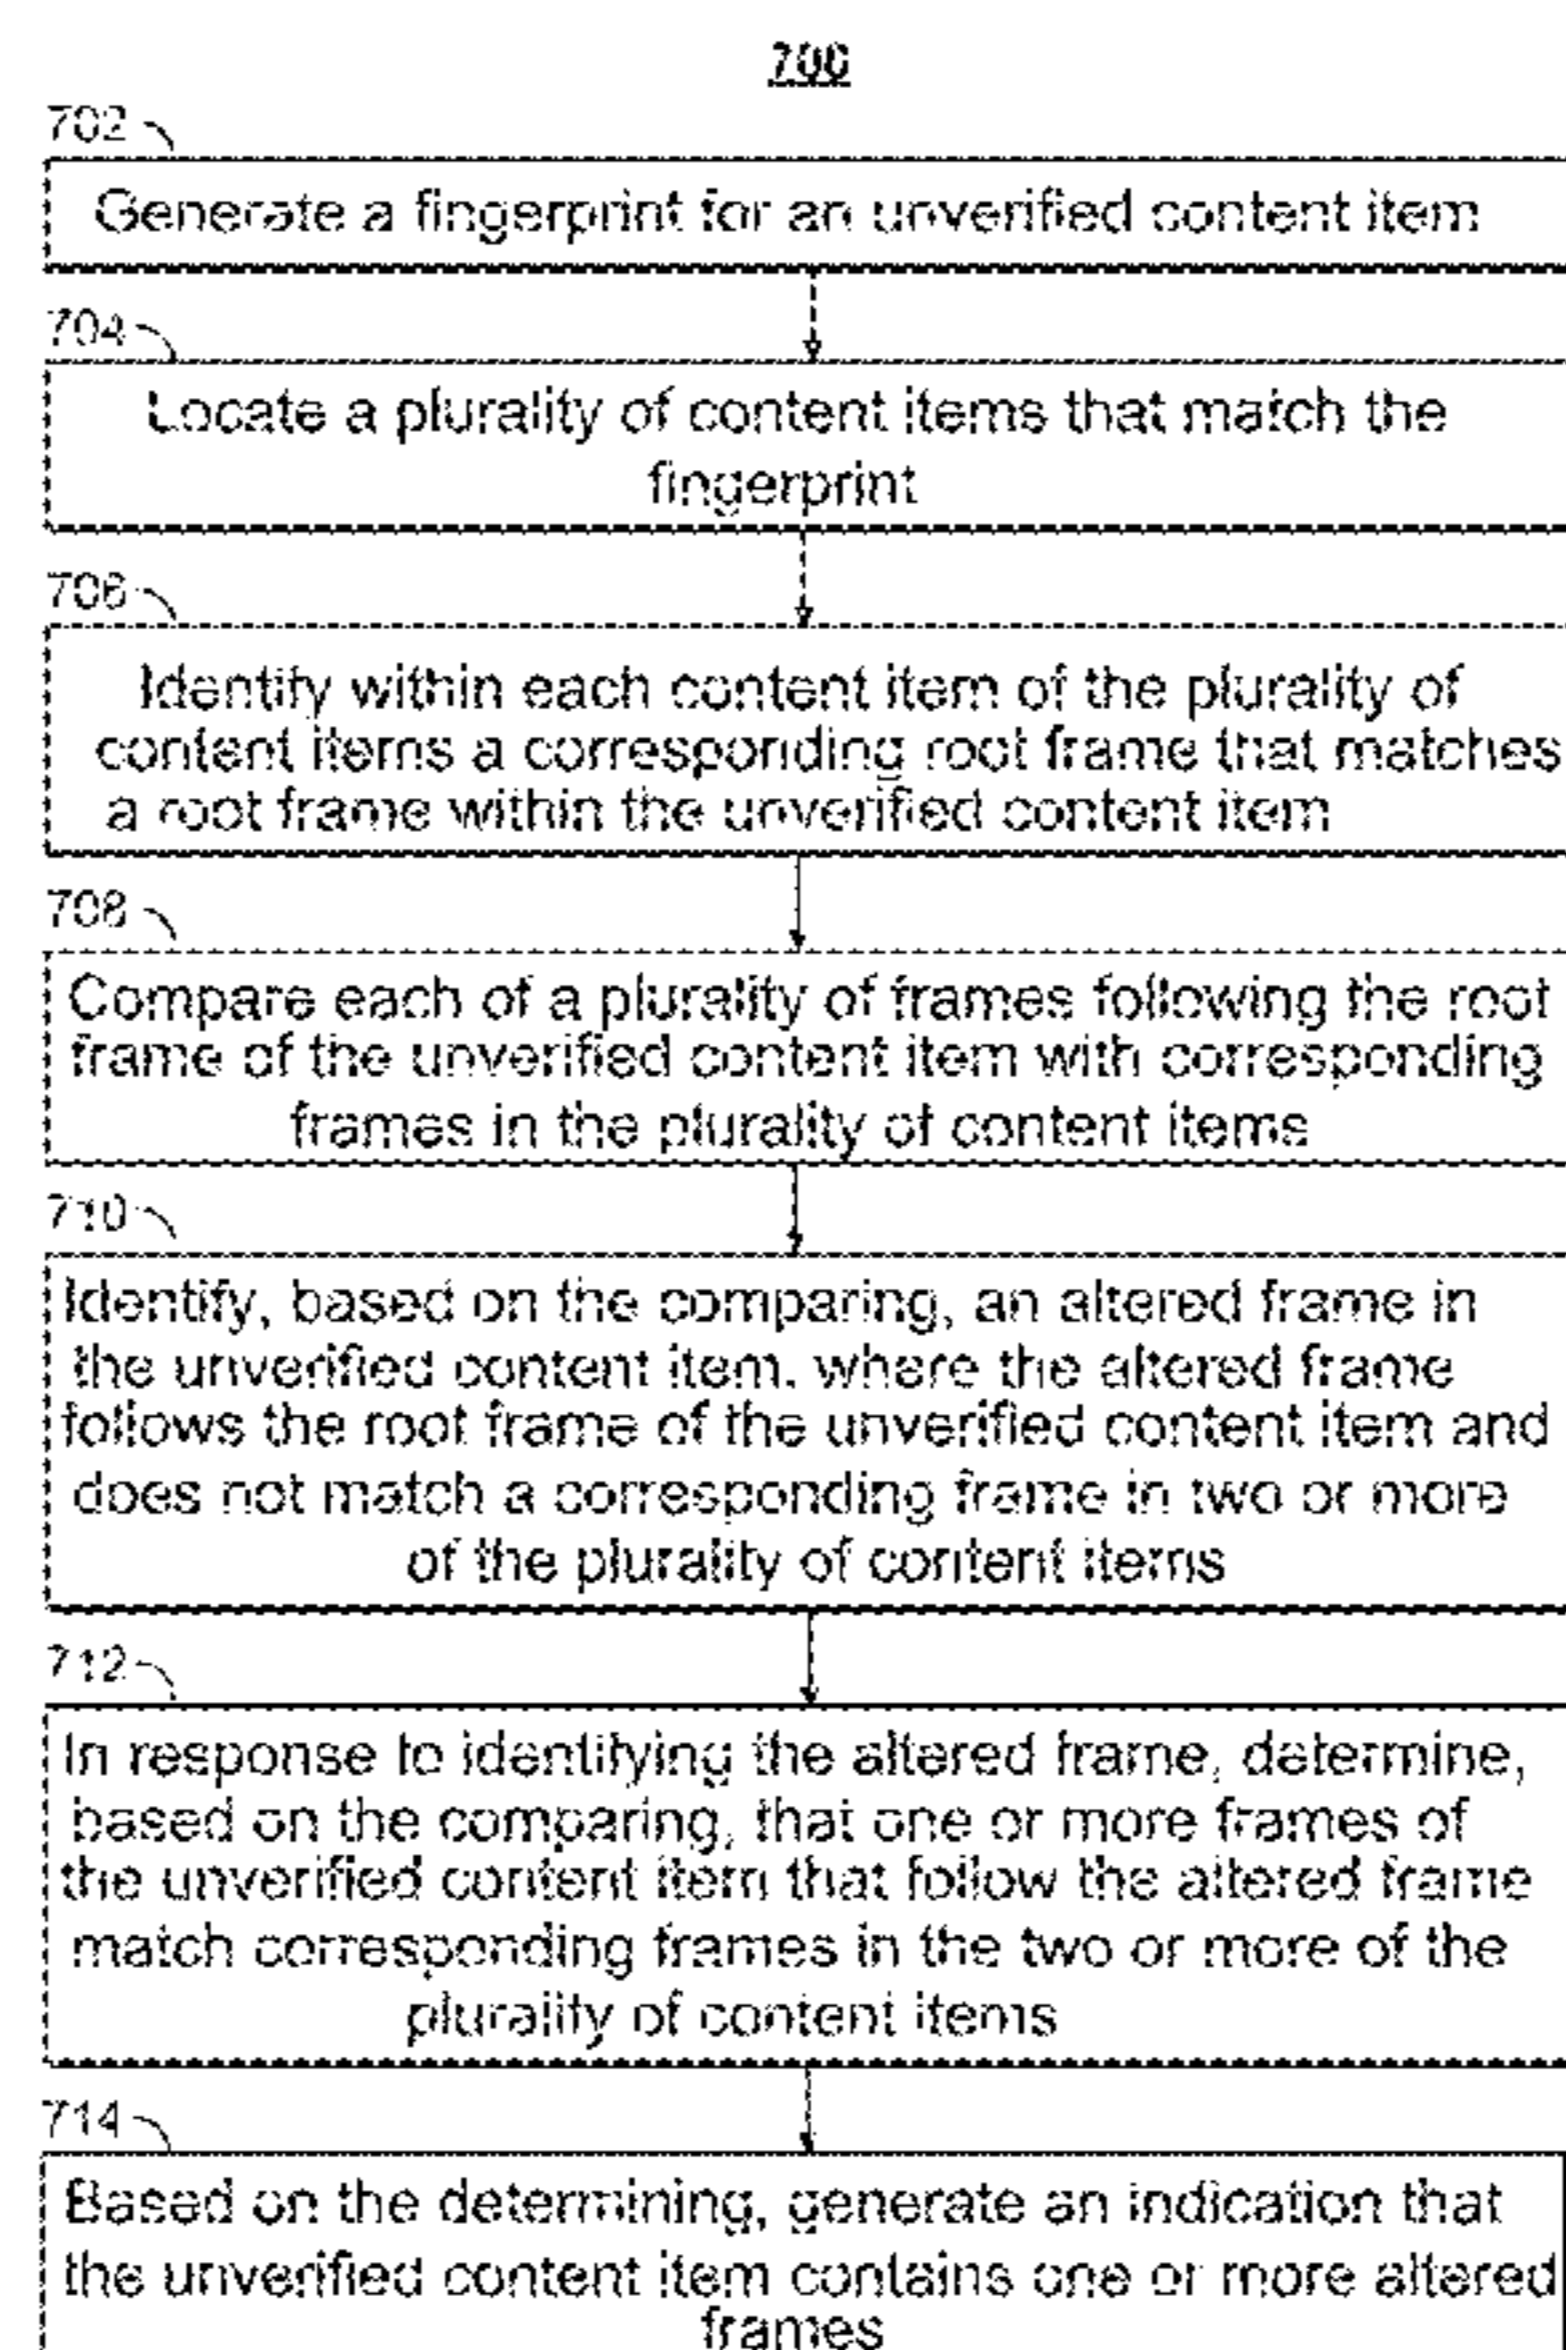 700
702
Generate a fingerprint for an unverified content item
704
Locate a plurality of content items that match the
fingerprint
706
Identify within each content item of the plurality of
content items a corresponding root frame that matches
a root frame within the unverified content item
708
Compare each of a plurality of frames following the root
frame of the unverified content item with corresponding
frames in the plurality of content items
710
Identify, based on the comparing, an altered frame in
the unverified content item, where the altered frame
follows the root frame of the unverified content item and
does not match a corresponding frame in two or more
of the plurality of content items
712
In response to identifying the altered frame, determine,
based on the comparing, that one or more frames of
the unverified content item that follow the altered frame
match corresponding frames in the two or more of the
plurality of content items
714
Based on the determining, generate an indication that
the unverified content item contains one or more altered
frames